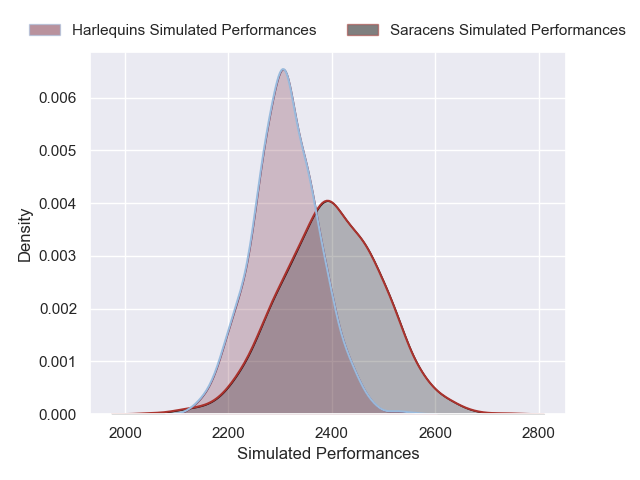 Harlequins Simulated Performances Saracens Simulated Performances
0.006
0.005
0.004
0.003
0.002
0.001
0.000
Density
2000 2200 2400 2600 2800
Simulated Performances